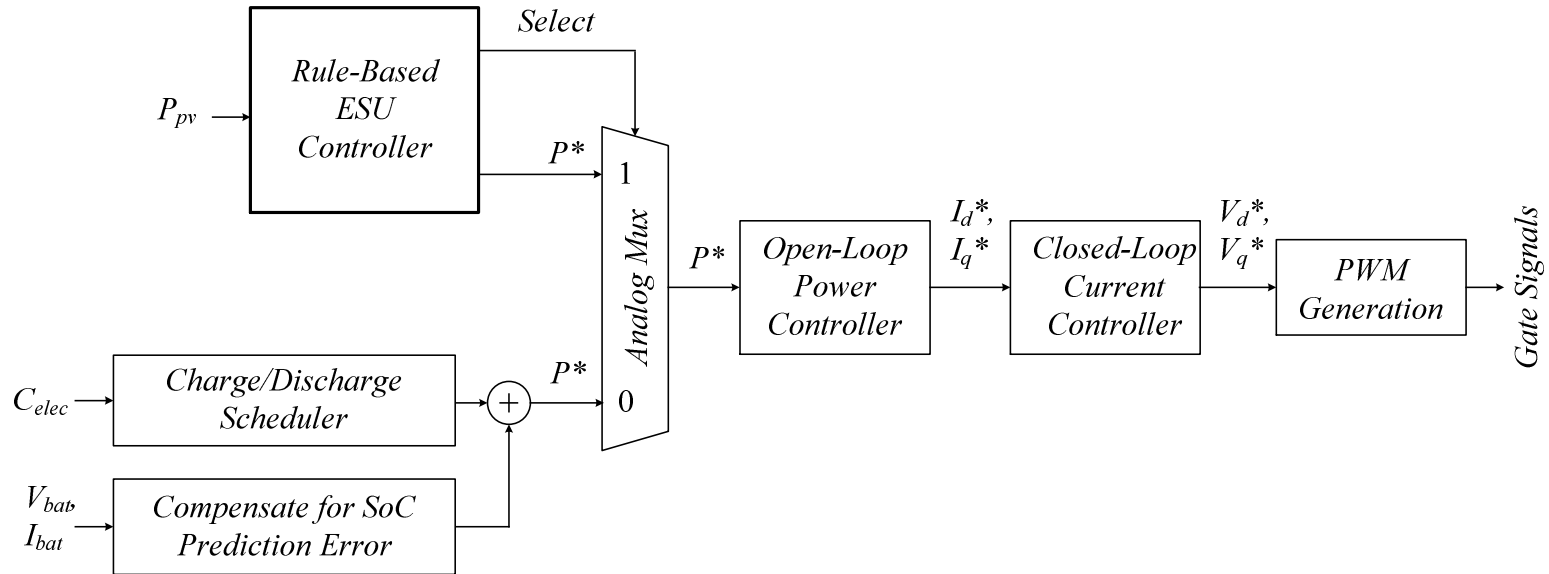 Select
Rule-Based
ESU
Controller
P_pv
P*
1
Analog Mux
0
P*
Open-Loop
Power
Controller
I_d*,
I_q*
Closed-Loop
Current
Controller
V_d*,
V_q*
PWM
Generation
Gate Signals
C_elec
Charge/Discharge
Scheduler
+
P*
V_bat,
I_bat
Compensate for SoC
Prediction Error